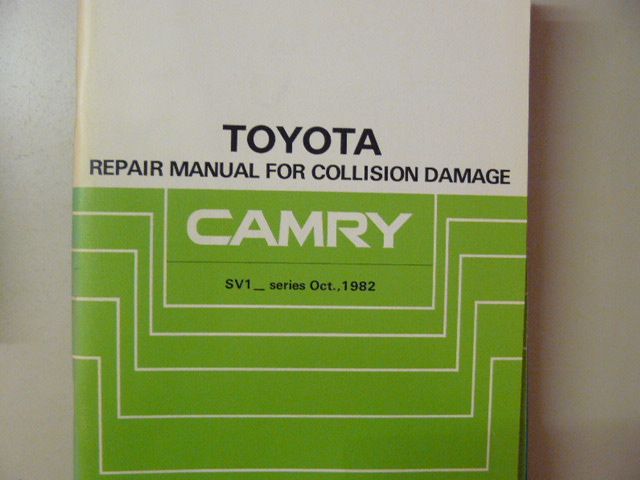 TOYOTA
REPAIR MANUAL FOR COLLISION DAMAGE
CAMRY
SV1_ series Oct.,1982